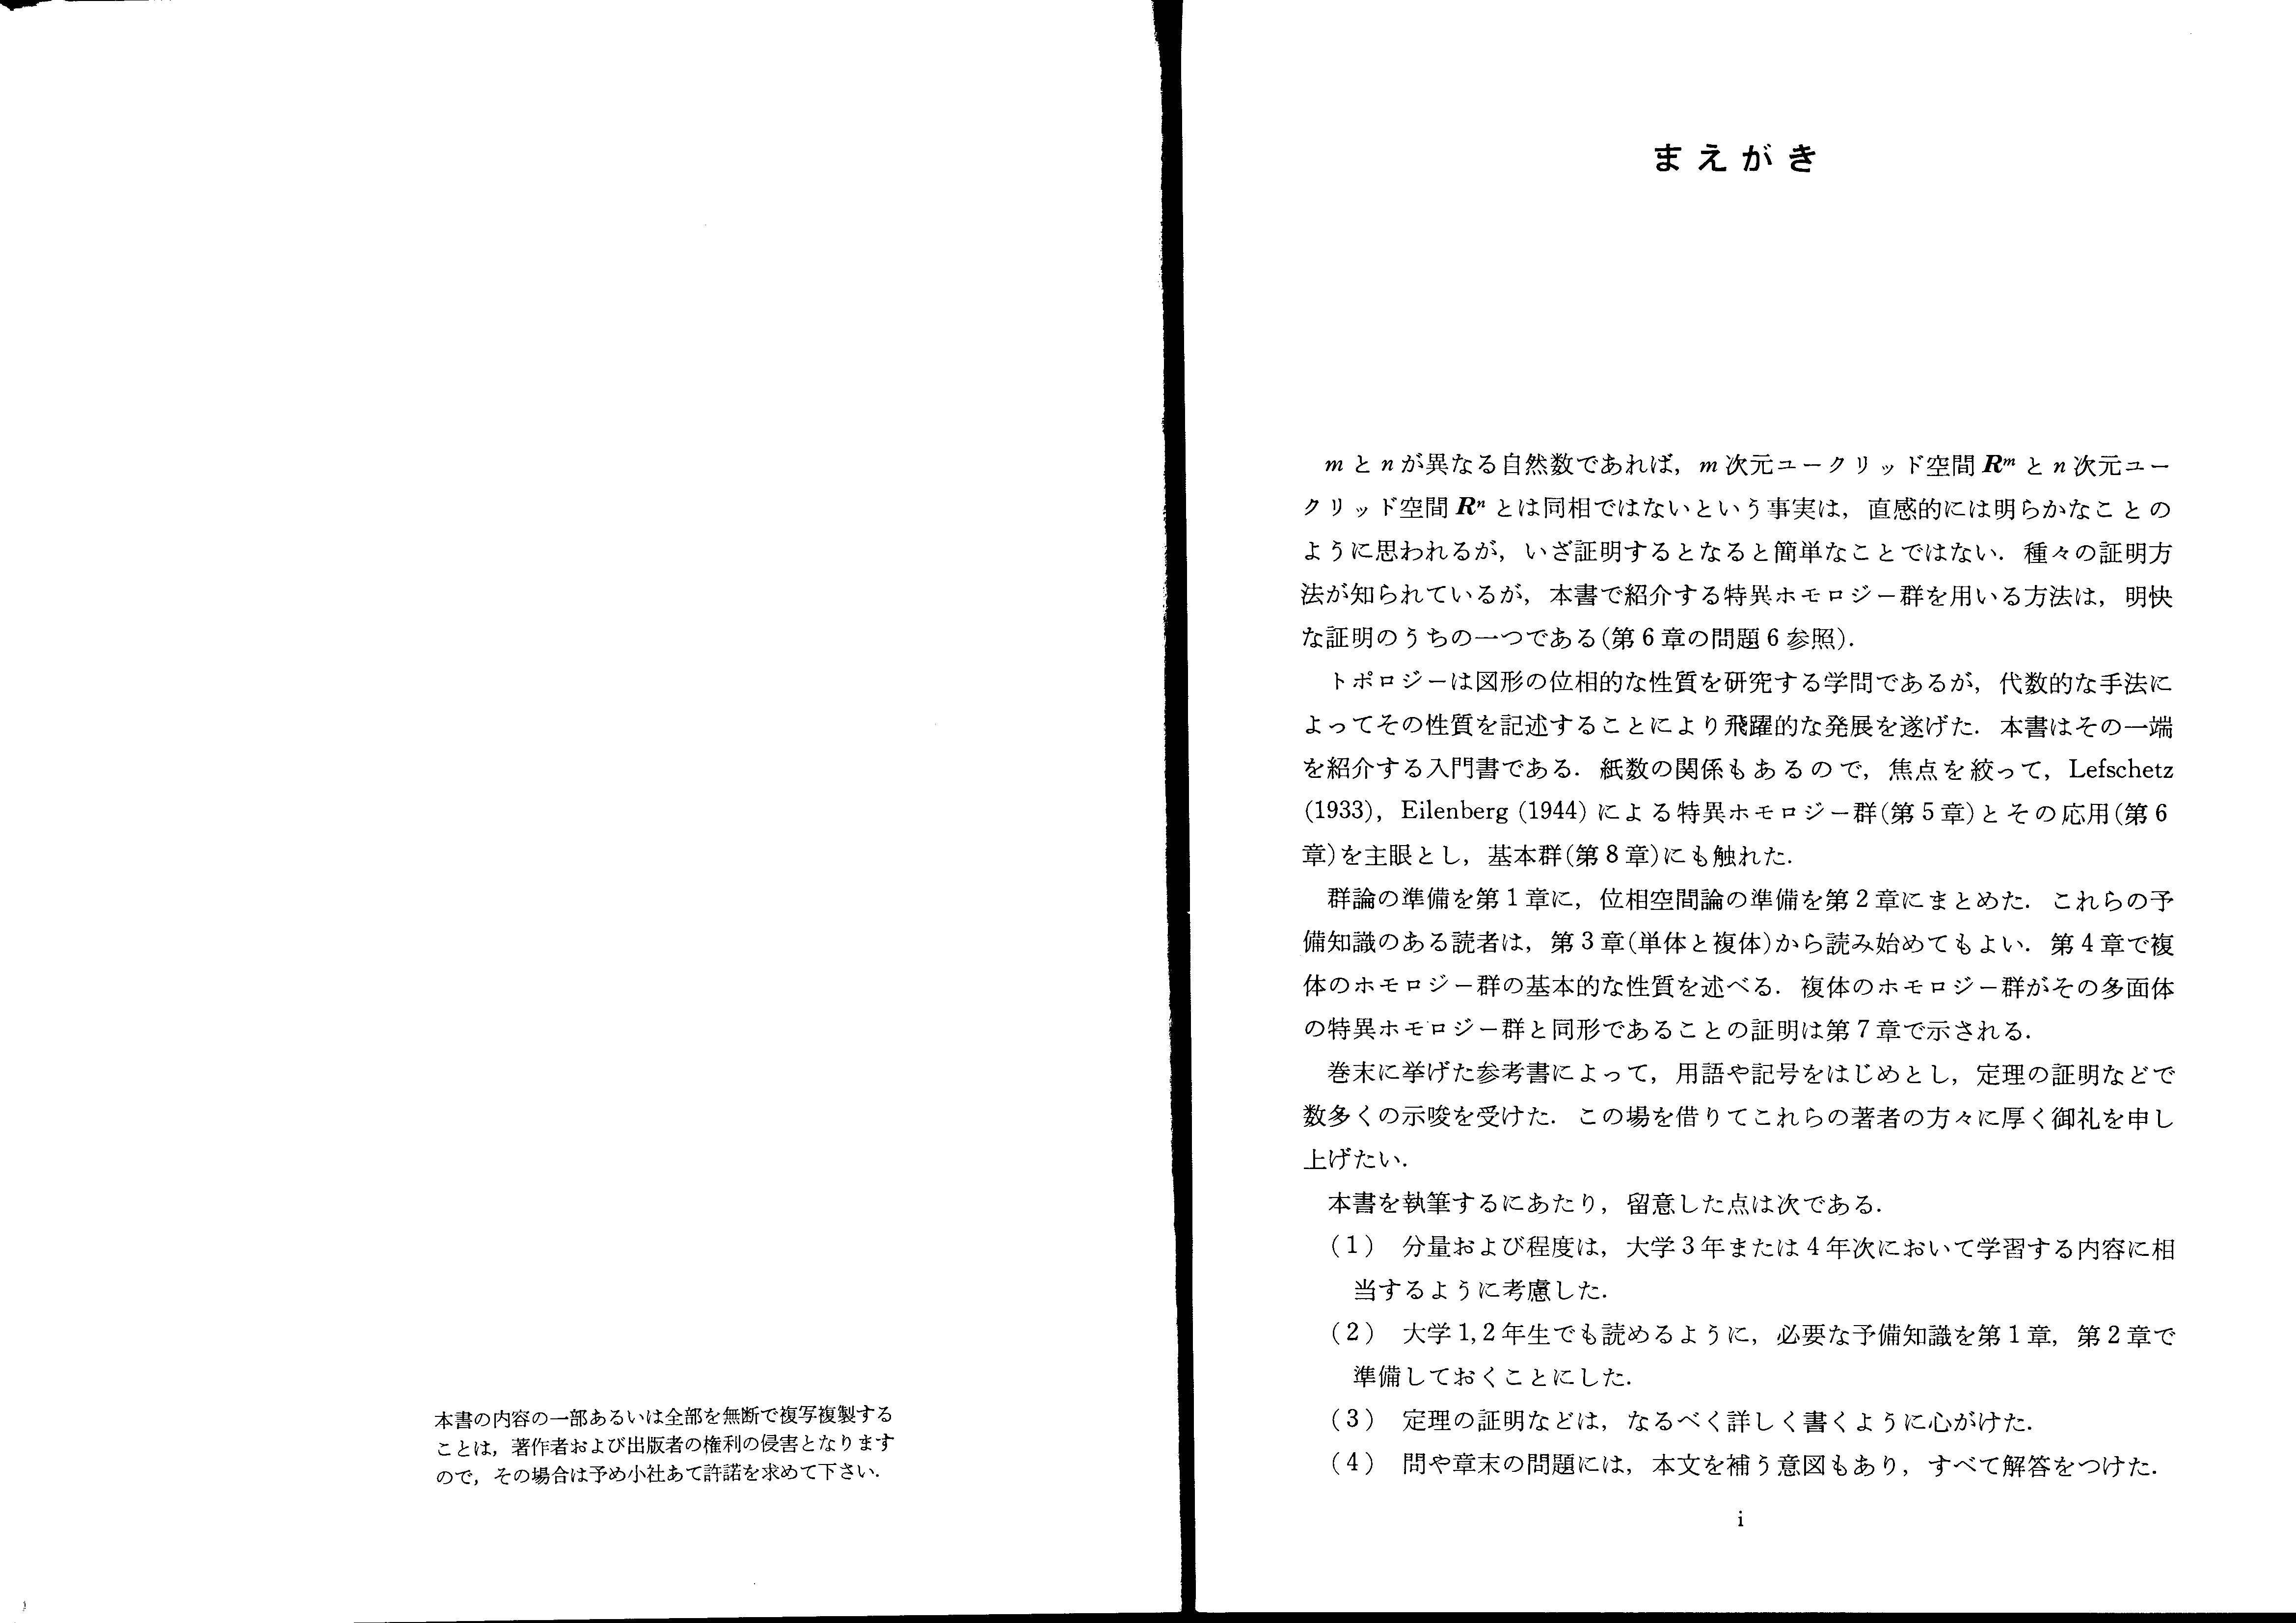 本書の内容の一部あるいは全部を無断で複写複製する
ことは，著作者および出版者の権利の侵害となります
ので，その場合は予め小社あて許諾を求めて下さい．
まえがき
mとnが異なる自然数であれば，m次元ユークリッド空間Rᵐとn次元ユー
クリッド空間Rⁿとは同相ではないという事実は，直感的には明らかなことの
ように思われるが，いざ証明するとなると簡単なことではない．種々の証明方
法が知られているが，本書で紹介する特異ホモロジー群を用いる方法は，明快
な証明のうちの一つである(第6章の問題6参照)．
トポロジーは図形の位相的な性質を研究する学問であるが，代数的な手法に
よってその性質を記述することにより飛躍的な発展を遂げた．本書はその一端
を紹介する入門書である．紙数の関係もあるので，焦点を絞って，Lefschetz
(1933)，Eilenberg (1944) による特異ホモロジー群(第5章)とその応用(第6
章)を主眼とし，基本群(第8章)にも触れた．
群論の準備を第1章に，位相空間論の準備を第2章にまとめた．これらの予
備知識のある読者は，第3章(単体と複体)から読み始めてもよい．第4章で複
体のホモロジー群の基本的な性質を述べる．複体のホモロジー群がその多面体
の特異ホモロジー群と同形であることの証明は第7章で示される．
巻末に挙げた参考書によって，用語や記号をはじめとし，定理の証明などで
数多くの示唆を受けた．この場を借りてこれらの著者の方々に厚く御礼を申し
上げたい．
本書を執筆するにあたり，留意した点は次である．
(1) 分量および程度は，大学3年または4年次において学習する内容に相
当するように考慮した．
(2) 大学1,2年生でも読めるように，必要な予備知識を第1章，第2章で
準備しておくことにした．
(3) 定理の証明などは，なるべく詳しく書くように心がけた．
(4) 問や章末の問題には，本文を補う意図もあり，すべて解答をつけた．
i